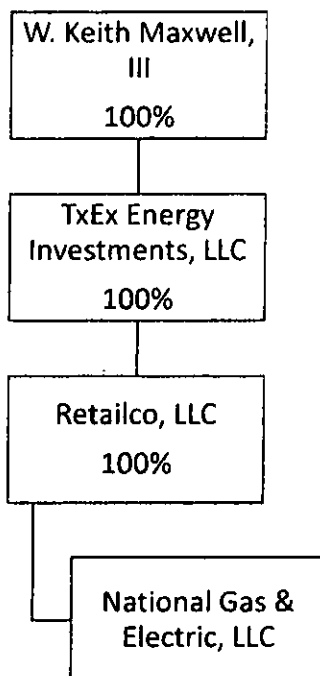 W. Keith Maxwell,
III
100%
TxEx Energy
Investments, LLC
100%
Retailco, LLC
100%
National Gas &
Electric, LLC